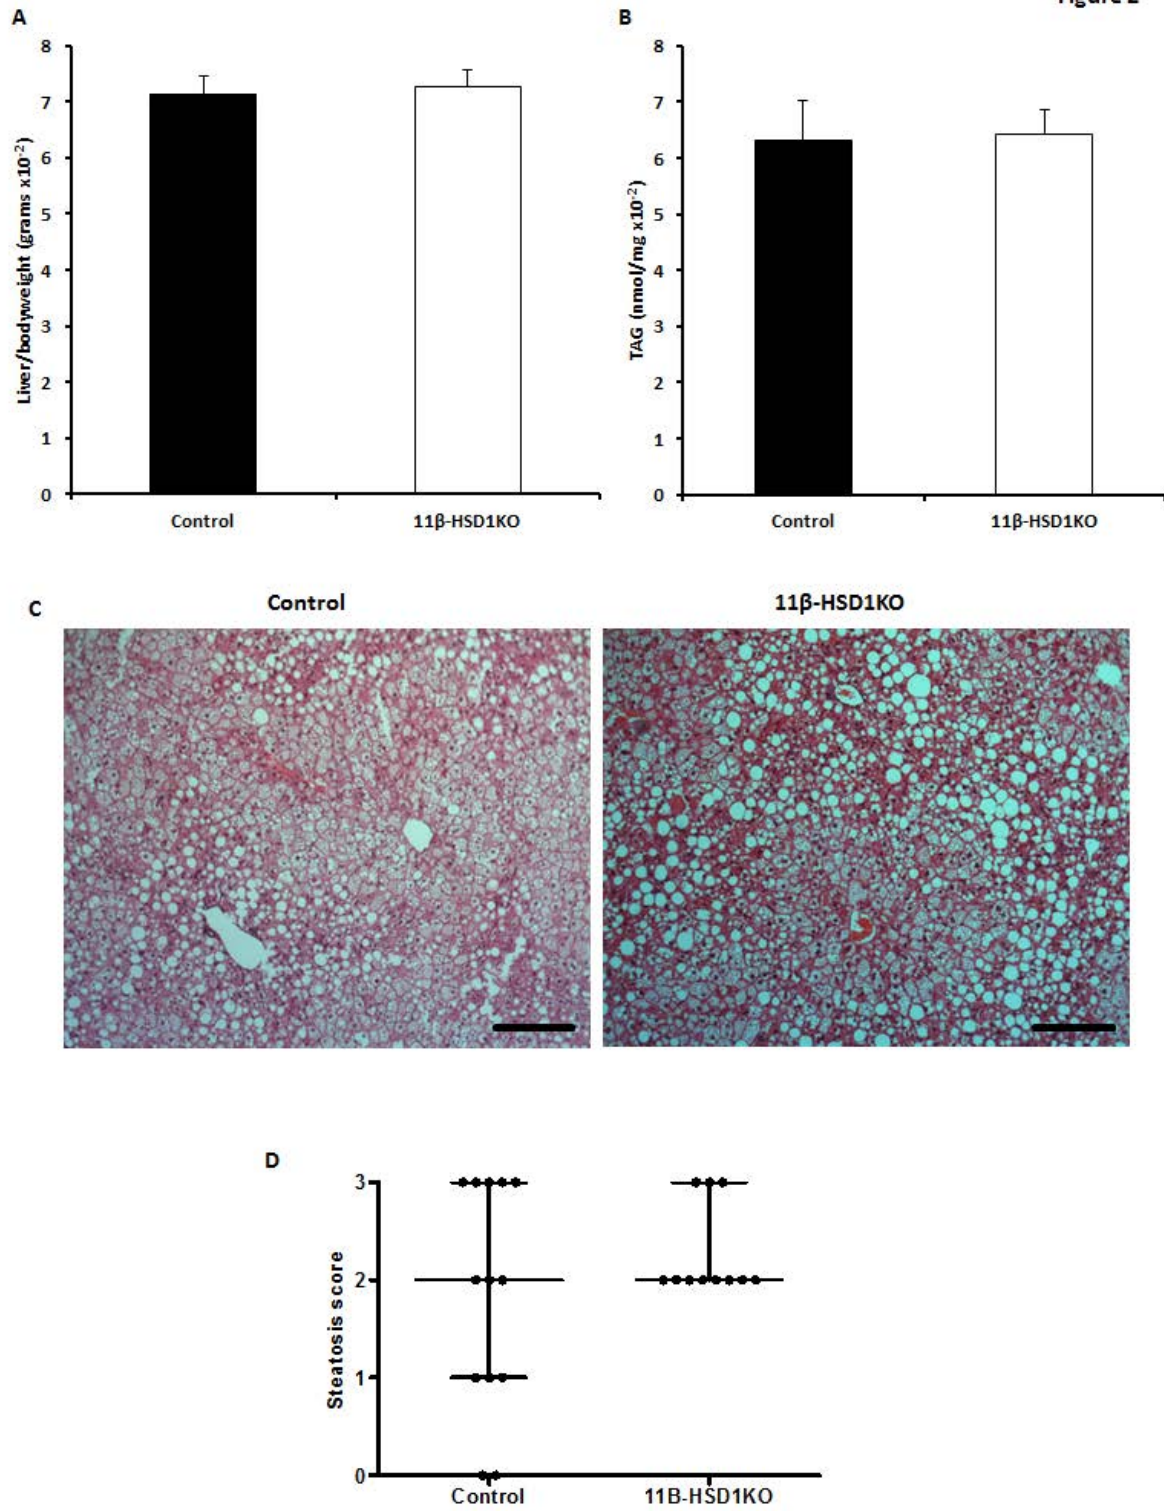 Figure 2
A
B
8
7
6
5
4
3
2
1
0
Liver/bodyweight (grams x10⁻²)
Control
11β-HSD1KO
8
7
6
5
4
3
2
1
0
TAG (nmol/mg x10⁻²)
Control
11β-HSD1KO
C
Control
11β-HSD1KO
D
3
2
1
0
Steatosis score
Control
11B-HSD1KO